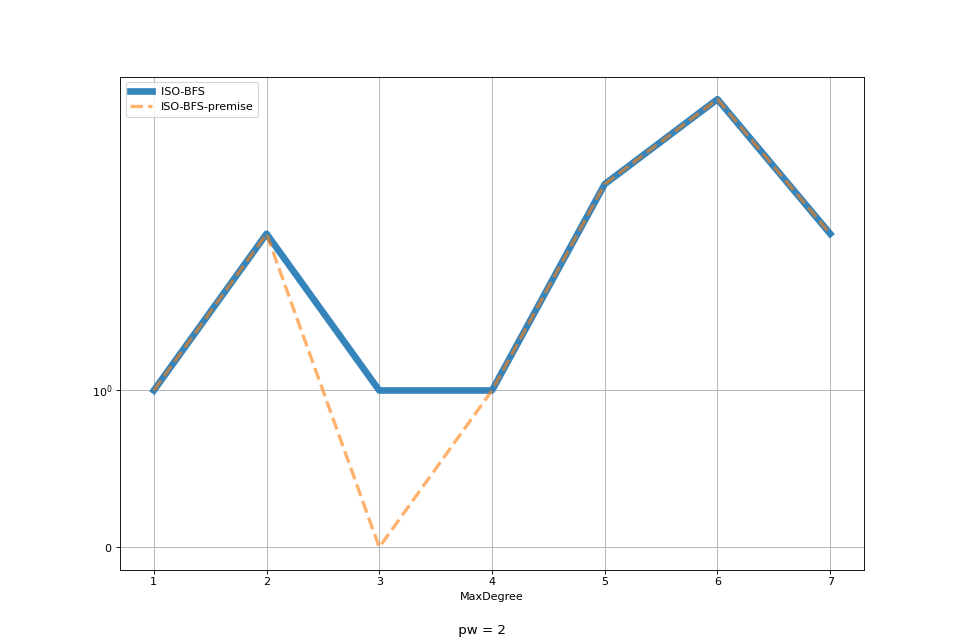 ISO-BFS
ISO-BFS-premise
10⁰
0
1 2 3 4 5 6 7
MaxDegree
pw = 2